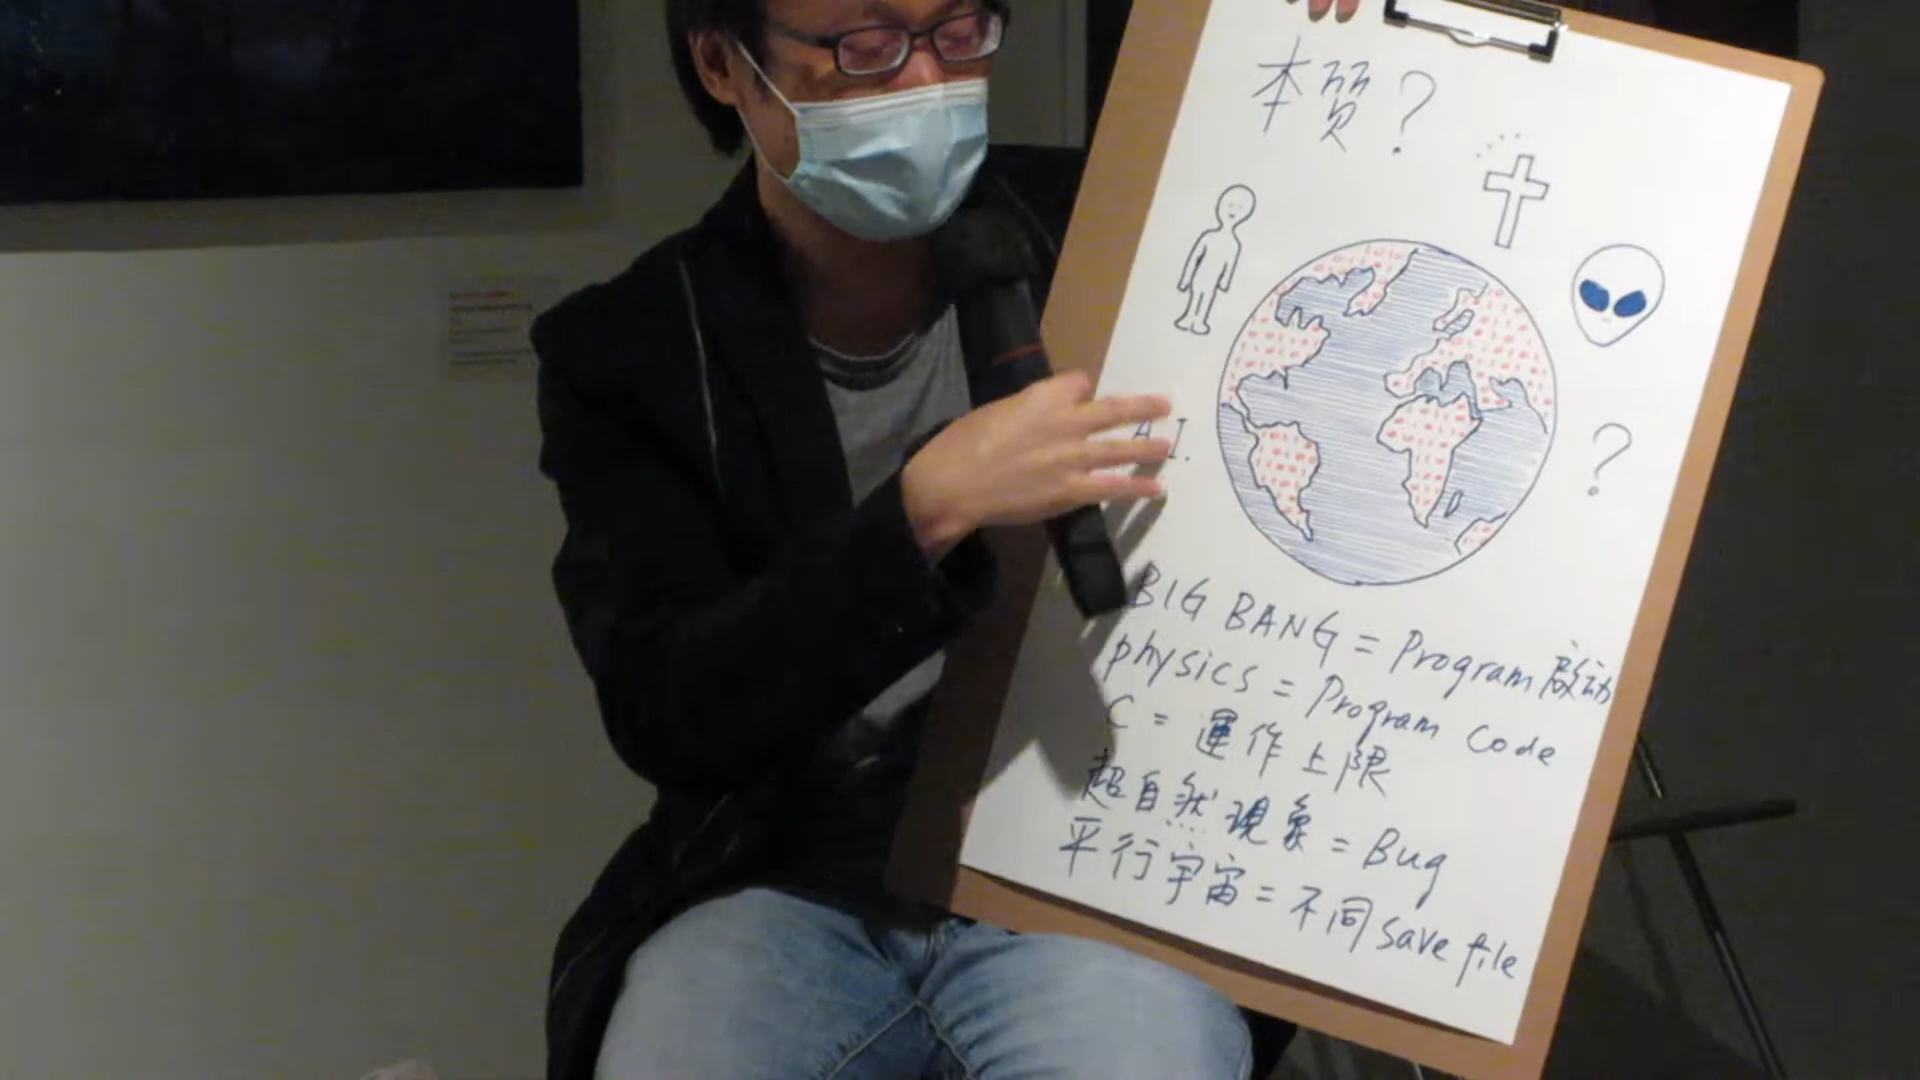 本質?
A.I.
?
BIG BANG = Program 啟动
physics = Program Code
C = 運作上限
超自然現象 = Bug
平行宇宙 = 不同 save file